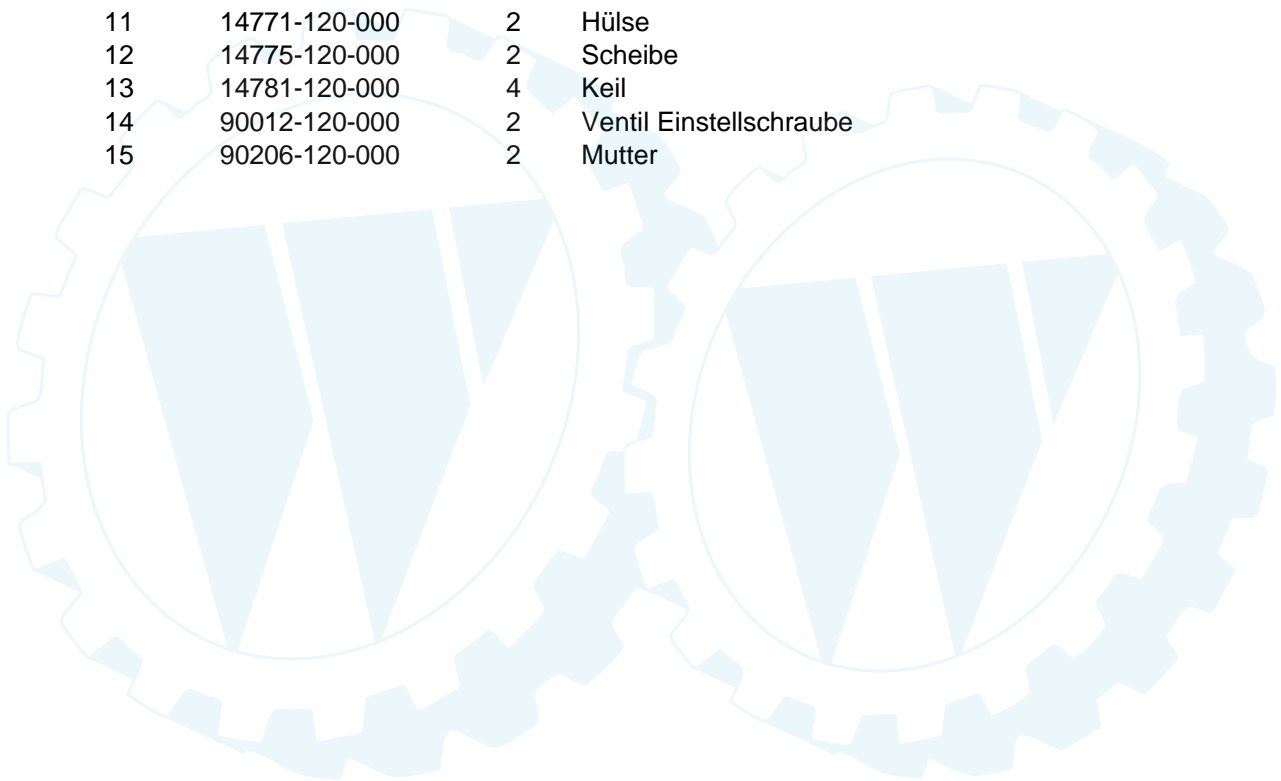 11 14771-120-000 2 Hülse
12 14775-120-000 2 Scheibe
13 14781-120-000 4 Keil
14 90012-120-000 2 Ventil Einstellschraube
15 90206-120-000 2 Mutter